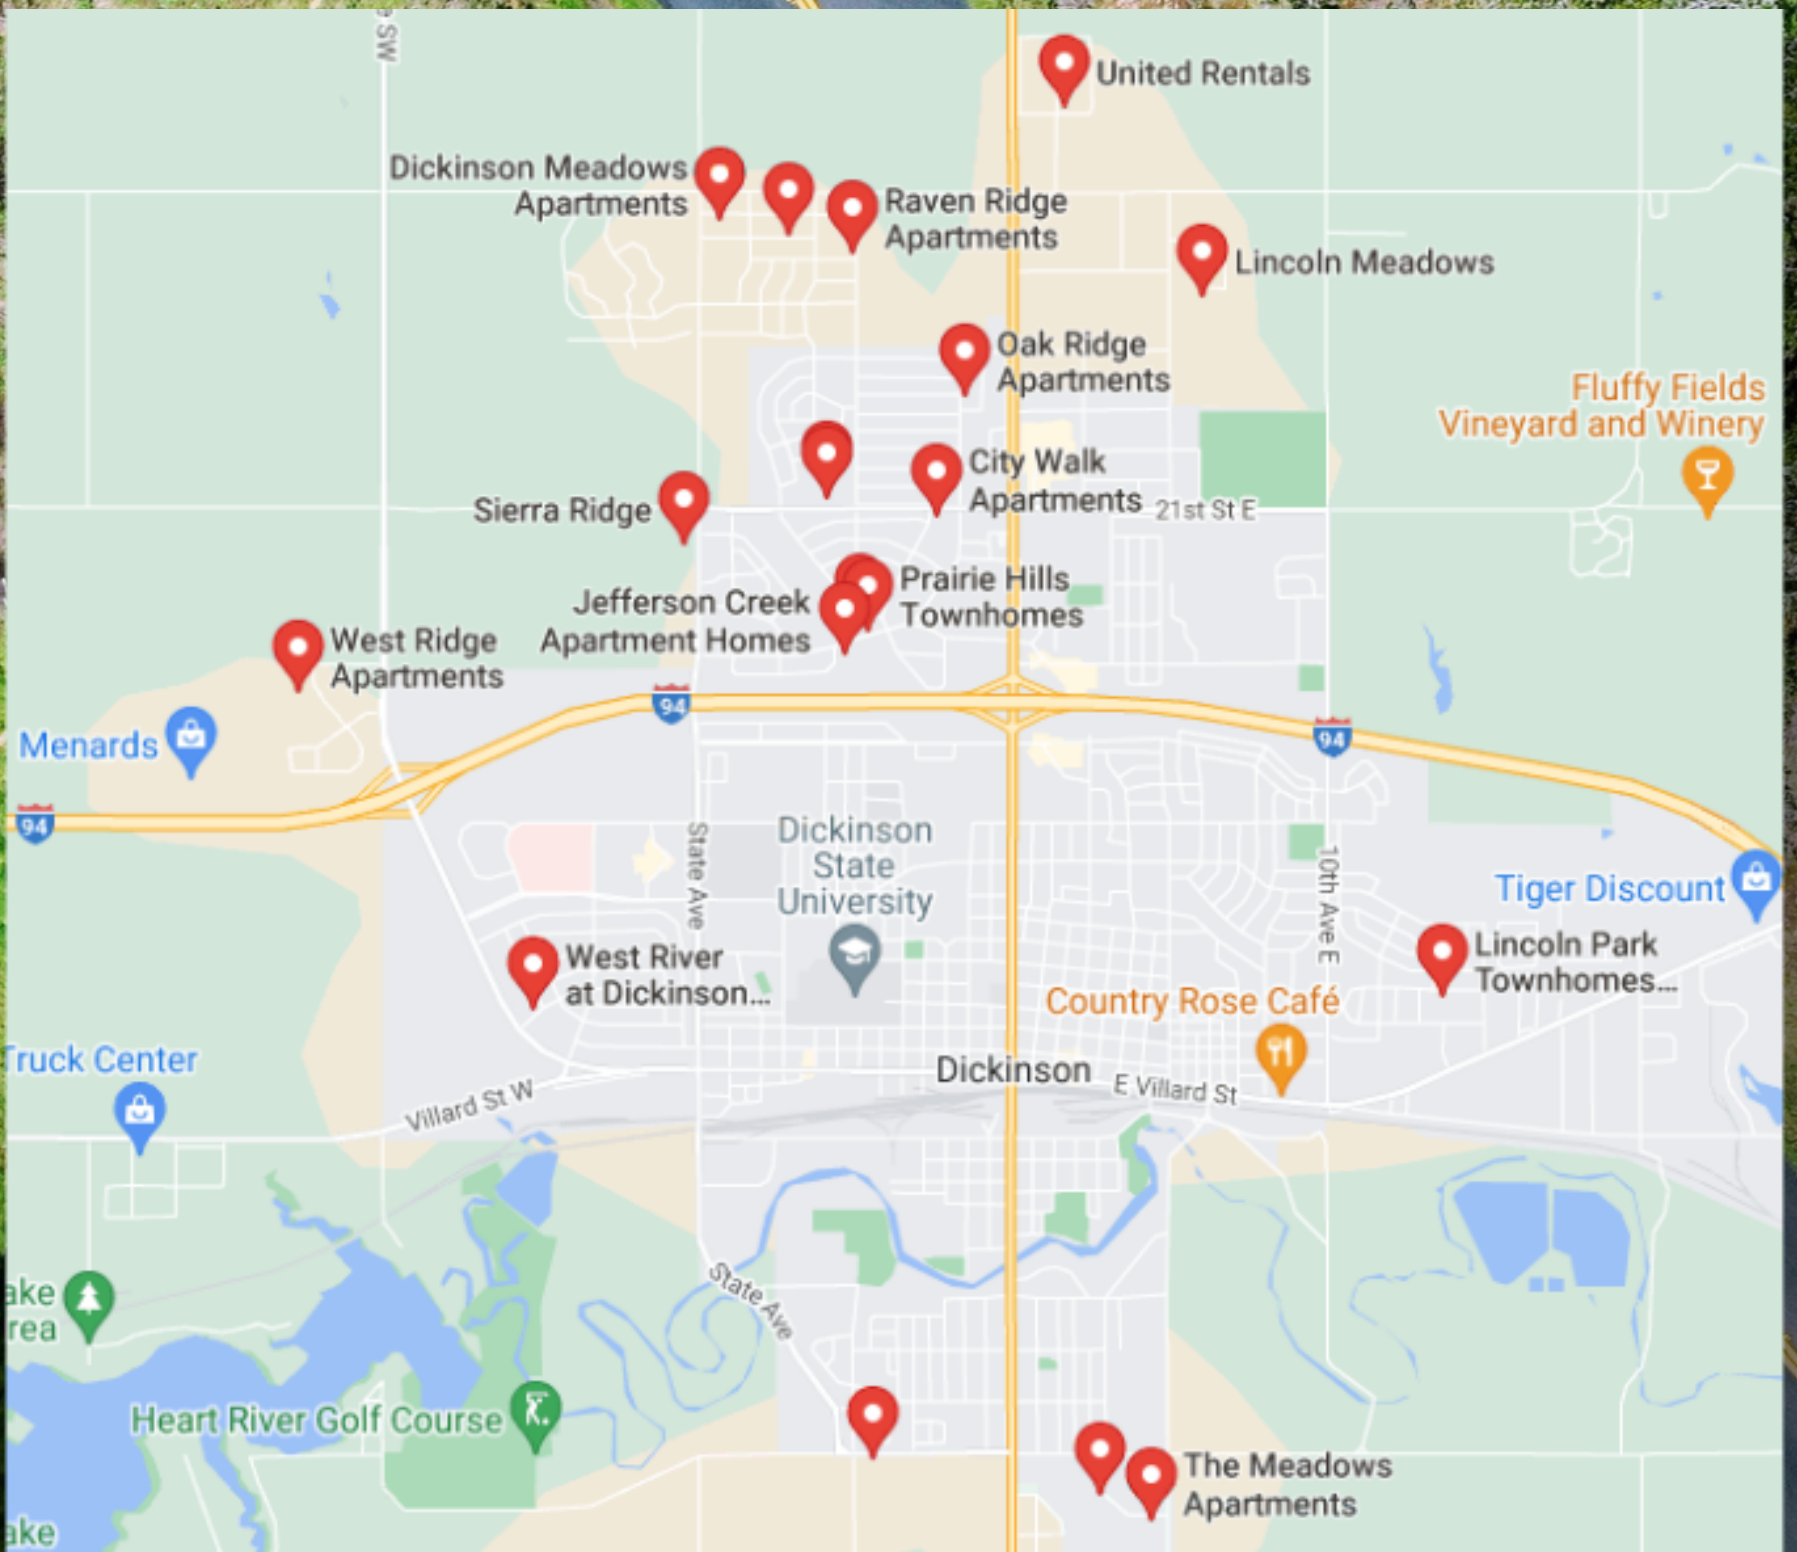 e SW
United Rentals
Dickinson Meadows
Apartments
Raven Ridge
Apartments
Lincoln Meadows
Oak Ridge
Apartments
Fluffy Fields
Vineyard and Winery
City Walk
Apartments
21st St E
Sierra Ridge
Prairie Hills
Townhomes
Jefferson Creek
Apartment Homes
West Ridge
Apartments
94
94
Menards
94
Dickinson
State
University
State Ave
10th Ave E
Tiger Discount
Lincoln Park
Townhomes...
West River
at Dickinson...
Country Rose Café
Truck Center
Dickinson
E Villard St
Villard St W
State Ave
ake
rea
Heart River Golf Course
The Meadows
Apartments
ake